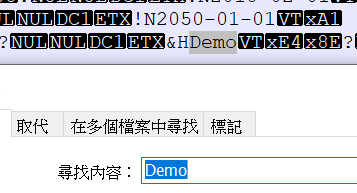 NULNULDC1ETX!N2050-01-01VTxA1
?NULNULDC1ETX&HDemoVTxE4x8E?
取代 在多個檔案中尋找 標記
尋找內容： Demo